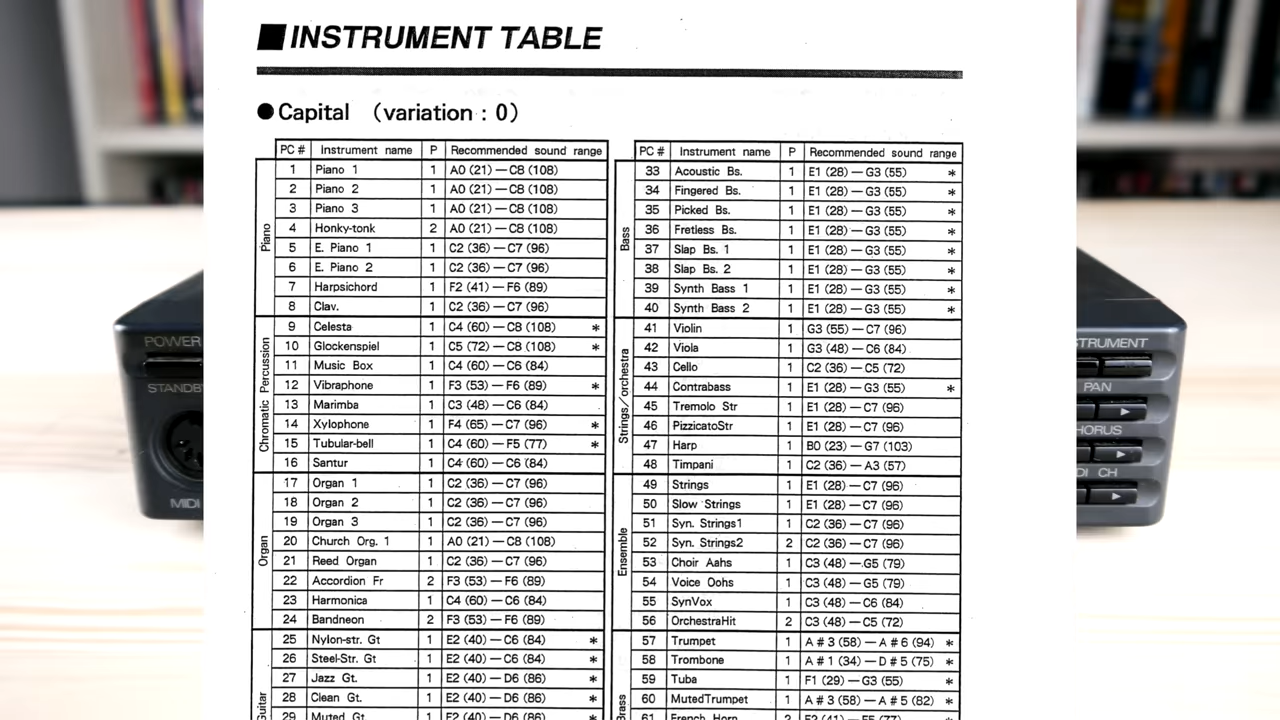 INSTRUMENT TABLE
Capital (variation : 0)
PC # Instrument name P Recommended sound range
Piano
1 Piano 1 1 A0 (21) — C8 (108)
2 Piano 2 1 A0 (21) — C8 (108)
3 Piano 3 1 A0 (21) — C8 (108)
4 Honky-tonk 2 A0 (21) — C8 (108)
5 E. Piano 1 1 C2 (36) — C7 (96)
6 E. Piano 2 1 C2 (36) — C7 (96)
7 Harpsichord 1 F2 (41) — F6 (89)
8 Clav. 1 C2 (36) — C7 (96)
Chromatic Percussion
9 Celesta 1 C4 (60) — C8 (108) *
10 Glockenspiel 1 C5 (72) — C8 (108) *
11 Music Box 1 C4 (60) — C6 (84)
12 Vibraphone 1 F3 (53) — F6 (89) *
13 Marimba 1 C3 (48) — C6 (84)
14 Xylophone 1 F4 (65) — C7 (96) *
15 Tubular-bell 1 C4 (60) — F5 (77) *
16 Santur 1 C4 (60) — C6 (84)
Organ
17 Organ 1 1 C2 (36) — C7 (96)
18 Organ 2 1 C2 (36) — C7 (96)
19 Organ 3 1 C2 (36) — C7 (96)
20 Church Org. 1 1 A0 (21) — C8 (108)
21 Reed Organ 1 C2 (36) — C7 (96)
22 Accordion Fr 2 F3 (53) — F6 (89)
23 Harmonica 1 C4 (60) — C6 (84)
24 Bandneon 2 F3 (53) — F6 (89)
Guitar
25 Nylon-str. Gt 1 E2 (40) — C6 (84) *
26 Steel-Str. Gt 1 E2 (40) — C6 (84) *
27 Jazz Gt. 1 E2 (40) — D6 (86) *
28 Clean Gt. 1 E2 (40) — D6 (86) *
29 Muted Gt 1 E2 (40) — D6 (86) *
PC # Instrument name P Recommended sound range
Bass
33 Acoustic Bs. 1 E1 (28) — G3 (55) *
34 Fingered Bs. 1 E1 (28) — G3 (55) *
35 Picked Bs. 1 E1 (28) — G3 (55) *
36 Fretless Bs. 1 E1 (28) — G3 (55) *
37 Slap Bs. 1 1 E1 (28) — G3 (55) *
38 Slap Bs. 2 1 E1 (28) — G3 (55) *
39 Synth Bass 1 1 E1 (28) — G3 (55) *
40 Synth Bass 2 1 E1 (28) — G3 (55) *
Strings/orchestra
41 Violin 1 G3 (55) — C7 (96)
42 Viola 1 G3 (48) — C6 (84)
43 Cello 1 C2 (36) — C5 (72)
44 Contrabass 1 E1 (28) — G3 (55) *
45 Tremolo Str 1 E1 (28) — C7 (96)
46 PizzicatoStr 1 E1 (28) — C7 (96)
47 Harp 1 B0 (23) — G7 (103)
48 Timpani 1 C2 (36) — A3 (57)
Ensemble
49 Strings 1 E1 (28) — C7 (96)
50 Slow Strings 1 E1 (28) — C7 (96)
51 Syn. Strings1 1 C2 (36) — C7 (96)
52 Syn. Strings2 2 C2 (36) — C7 (96)
53 Choir Aahs 1 C3 (48) — G5 (79)
54 Voice Oohs 1 C3 (48) — G5 (79)
55 SynVox 1 C3 (48) — C6 (84)
56 OrchestraHit 2 C3 (48) — C5 (72)
Brass
57 Trumpet 1 A # 3 (58) — A # 6 (94) *
58 Trombone 1 A # 1 (34) — D # 5 (75) *
59 Tuba 1 F1 (29) — G3 (55) *
60 MutedTrumpet 1 A # 3 (58) — A # 5 (82) *
61 French Horn 2 F2 (41) — F5 (77) *
POWER
STANDBY
MIDI
STRUMENT
PAN
HORUS
DI CH